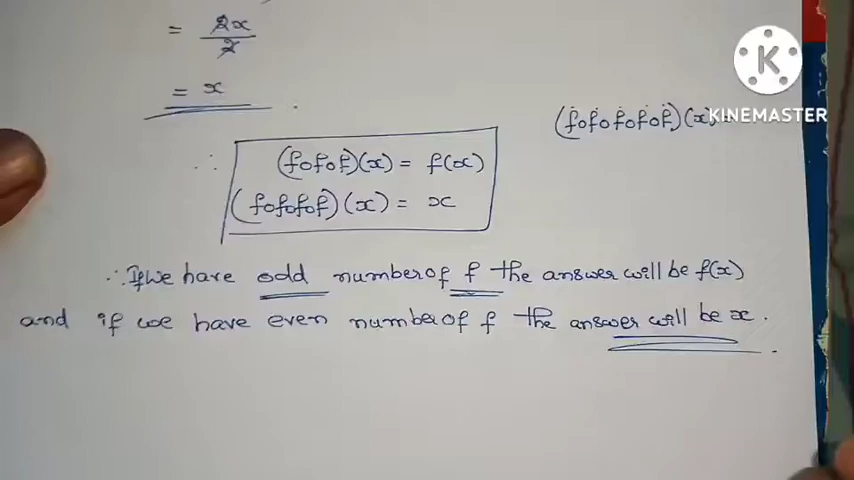 = 2x / 2
= x
(fofofofof)(x) =
KINEMASTER
∴ (fofof)(x) = f(x)
(fofofof)(x) = x
∴ If we have odd number of f the answer will be f(x)
and if we have even number of f the answer will be x.